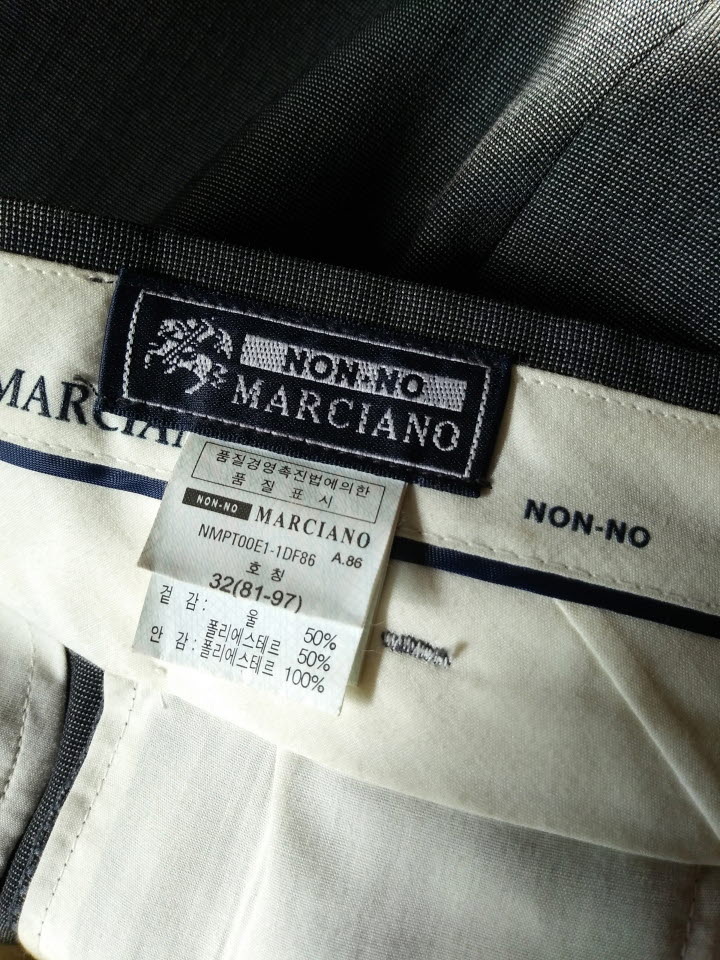 NON-NO
MARCIANO
MARCIA
NON-NO
품질경영촉진법에의한
품 질 표 시
NON-NO MARCIANO
NMPT00E1-1DF86 A.86
호 칭
32(81-97)
겉 감 : 울 50%
폴리에스테르 50%
안 감 : 폴리에스테르 100%